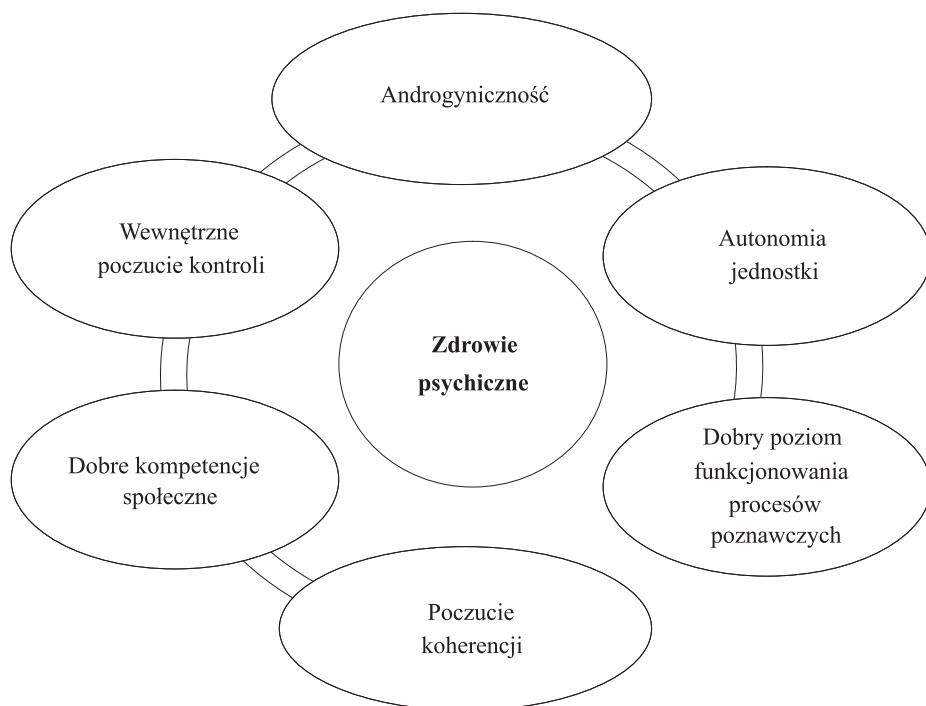 Androgyniczność
Wewnętrzne
poczucie kontroli
Autonomia
jednostki
Zdrowie
psychiczne
Dobre kompetencje
społeczne
Dobry poziom
funkcjonowania
procesów
poznawczych
Poczucie
koherencji